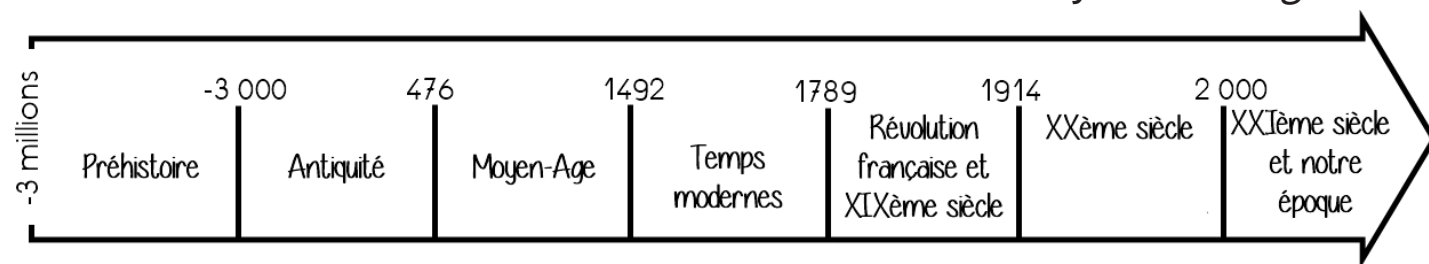 -3 millions
-3 000
476
1492
1789
1914
2 000
Préhistoire
Antiquité
Moyen-Age
Temps
modernes
Révolution
française et
XIXème siècle
XXème siècle
XXIème siècle
et notre
époque